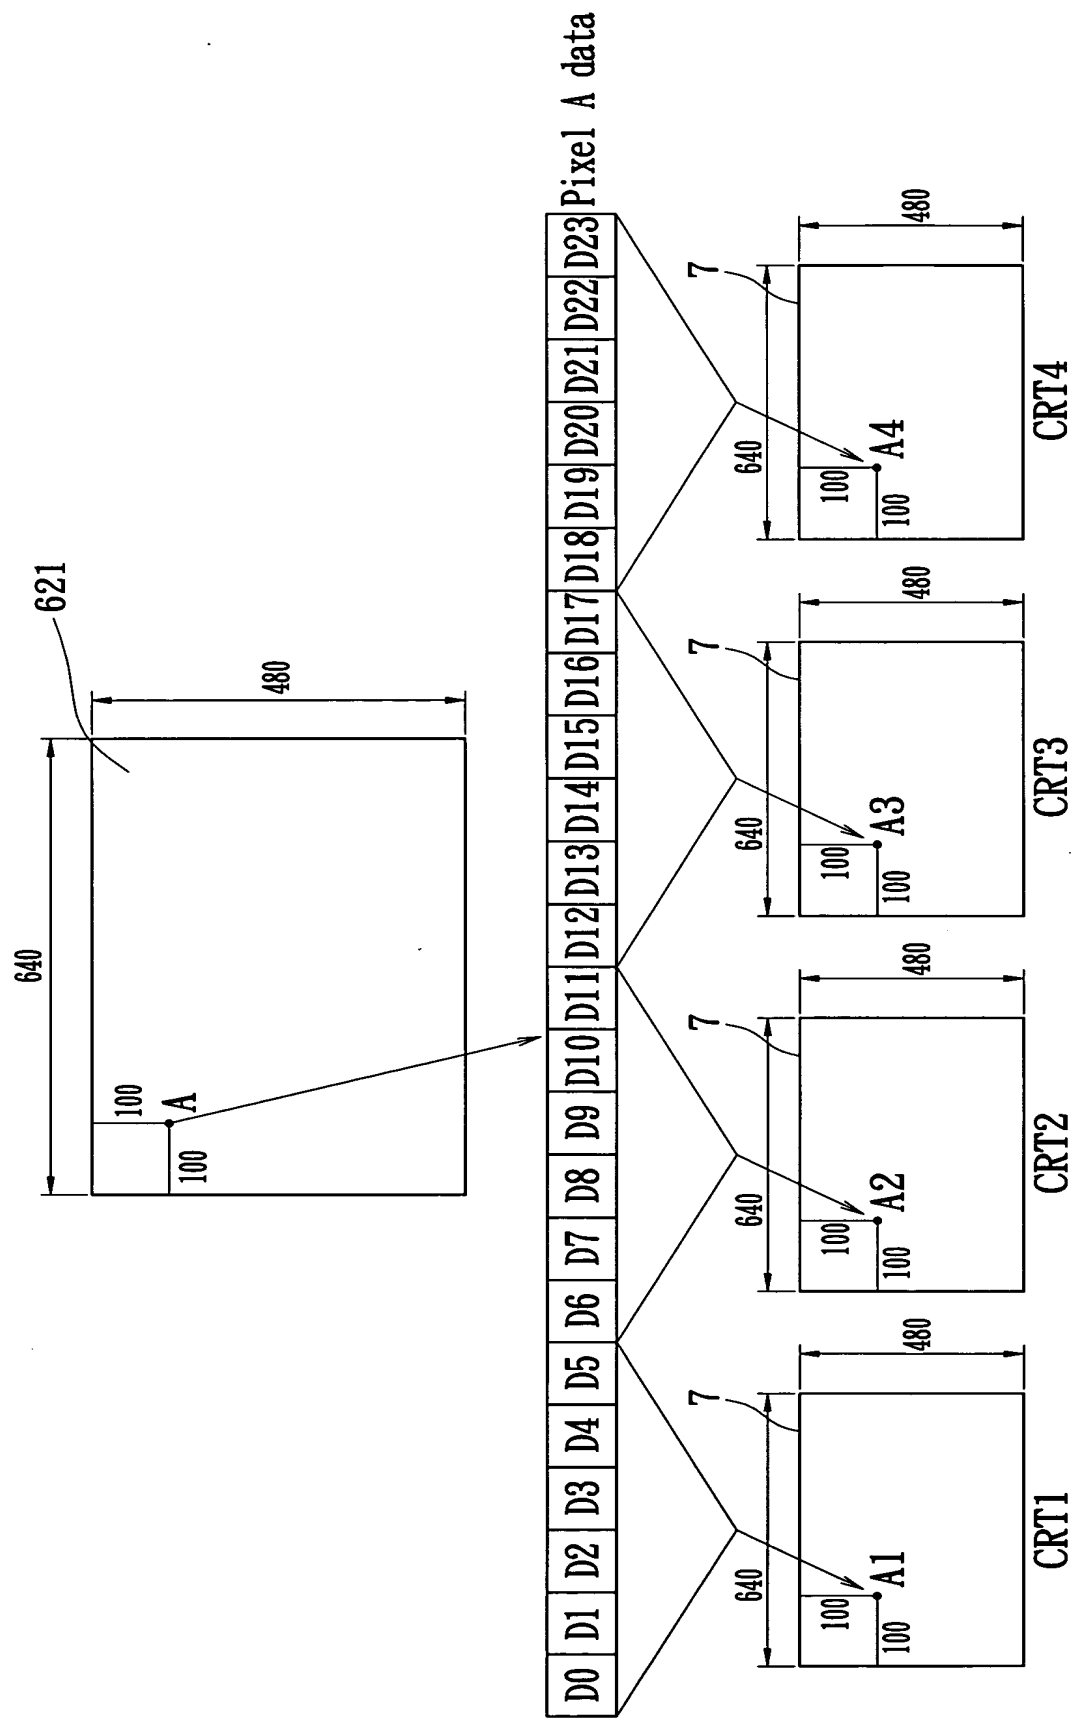 640
621
480
100
A
100
D0 D1 D2 D3 D4 D5 D6 D7 D8 D9 D10 D11 D12 D13 D14 D15 D16 D17 D18 D19 D20 D21 D22 D23 Pixel A data
7 7 7 7
640 640 640 640
100 A1 100 480
100 A2 100 480
100 A3 100 480
100 A4 100 480
CRT1 CRT2 CRT3 CRT4